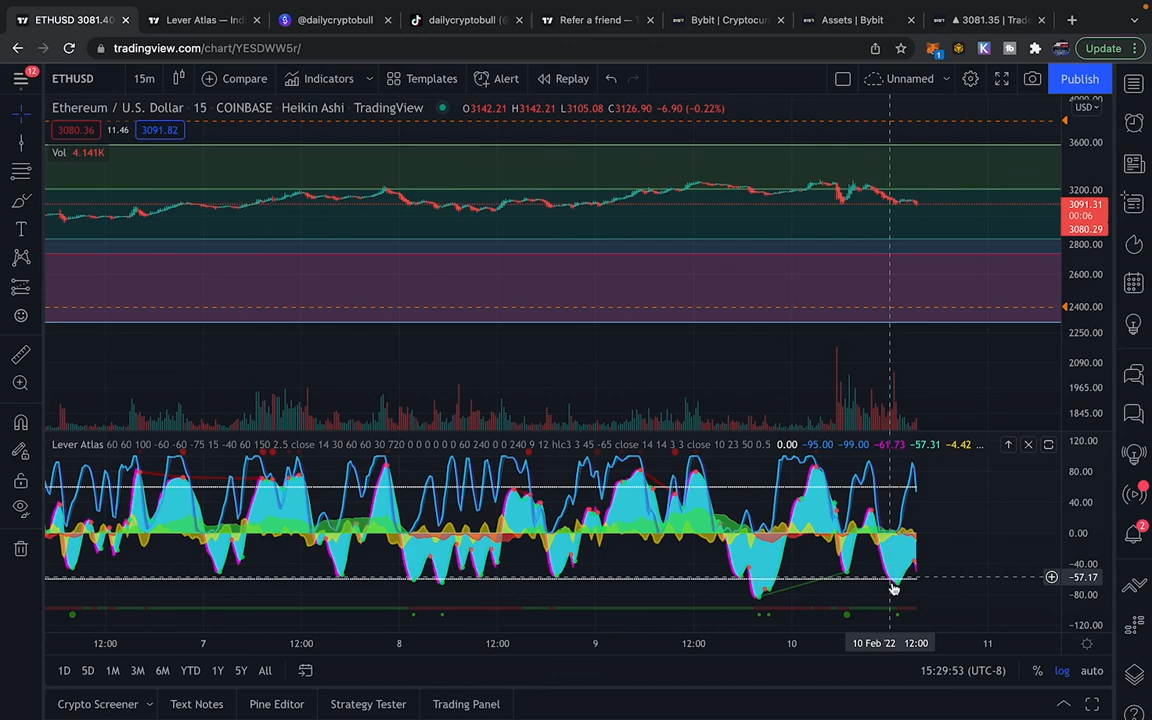 ETHUSD 3081.40
Lever Atlas — Ind
@dailycryptobull
dailycryptobull (@
Refer a friend — T
Bybit | Cryptocur
Assets | Bybit
▲ 3081.35 | Trade
tradingview.com/chart/YESDWW5r/
Update
12
ETHUSD
15m
Compare
Indicators
Templates
Alert
Replay
Unnamed
Publish
Ethereum / U.S. Dollar · 15 · COINBASE · Heikin Ashi · TradingView
O3142.21 H3142.21 L3105.08 C3126.90 −6.90 (−0.22%)
USD
3080.36 11.46 3091.82
Vol 4.141K
3600.00
3200.00
3091.31
00:06
3080.29
2800.00
2600.00
2400.00
2250.00
2090.00
1965.00
1845.00
Lever Atlas 60 60 100 -60 -60 -75 15 -40 60 150 2.5 close 14 30 60 60 30 720 0 0 0 0 0 0 60 240 0 0 240 9 12 hlc3 3 45 -65 close 14 14 3 3 close 10 23 50 0.5 0.00 −95.00 −99.00 −61.73 −57.31 −4.42 ...
120.00
80.00
40.00
0.00
−40.00
−57.17
−80.00
−120.00
12:00
7
12:00
8
12:00
9
12:00
10
10 Feb '22 12:00
11
1D 5D 1M 3M 6M YTD 1Y 5Y All
15:29:53 (UTC-8)
% log auto
Crypto Screener
Text Notes
Pine Editor
Strategy Tester
Trading Panel
2